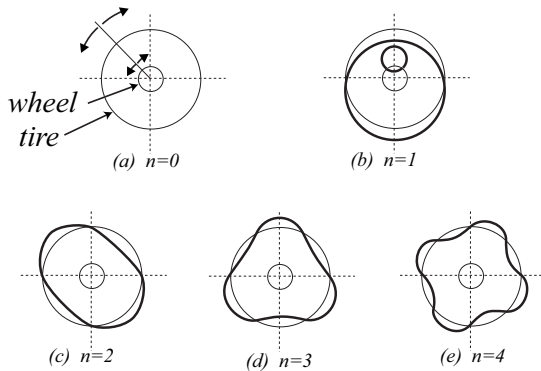 wheel
tire
(a) n=0
(b) n=1
(c) n=2
(d) n=3
(e) n=4